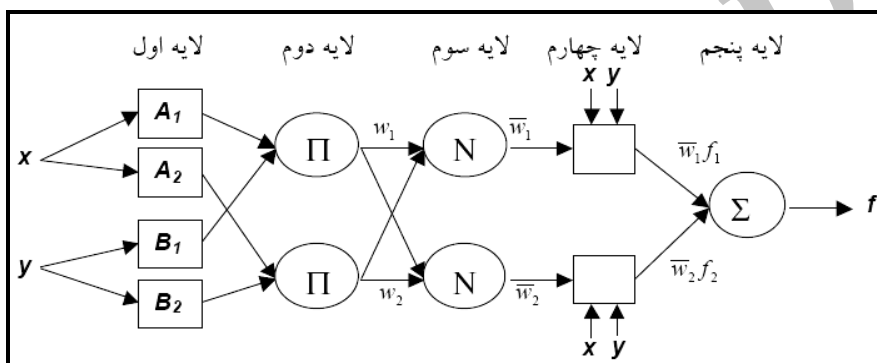 لایه اول لایه دوم لایه سوم لایه چهارم لایه پنجم
x y
A₁
w₁ w̅₁
Π N
x
A₂
w̅₁f₁
B₁
Σ f
y
w̅₂f₂
B₂
Π w₂ N w̅₂
x y